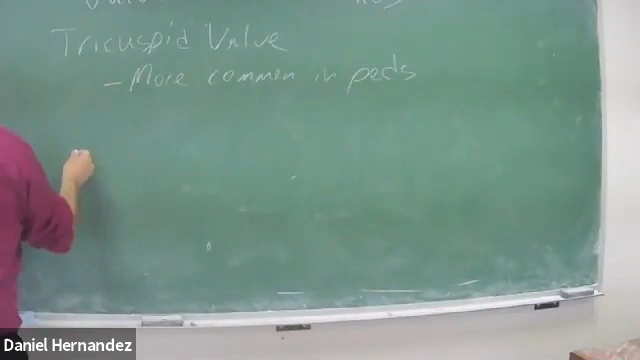 Tricuspid Valve
- More common in peds
Daniel Hernandez